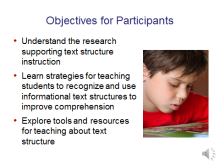 Objectives for Participants
• Understand the research
supporting text structure
instruction
• Learn strategies for teaching
students to recognize and use
informational text structures to
improve comprehension
• Explore tools and resources
for teaching about text
structure